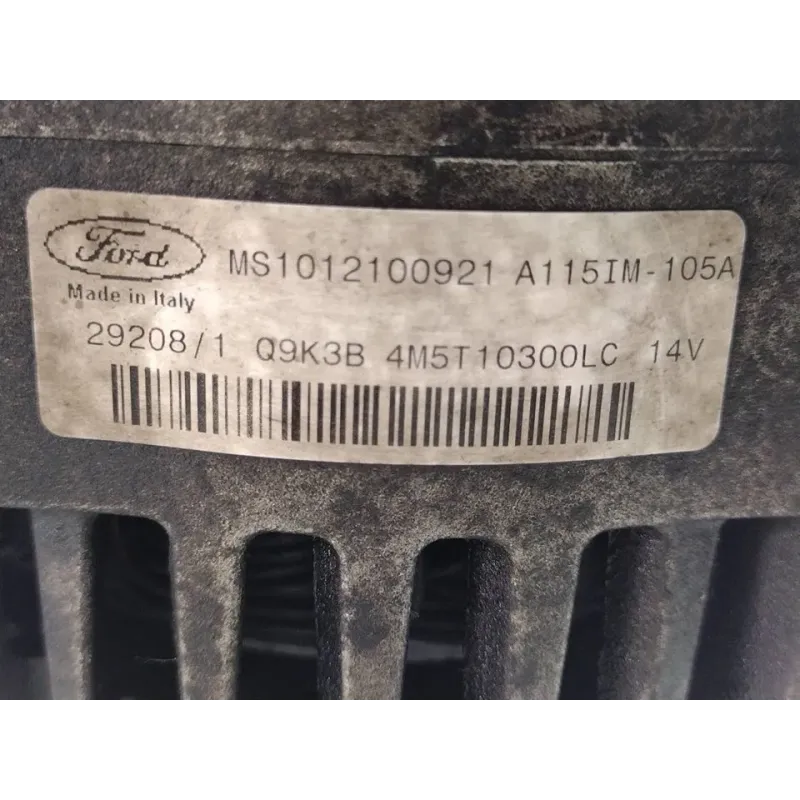 Ford MS1012100921 A115IM-105A
Made in Italy
29208/1 Q9K3B 4M5T10300LC 14V